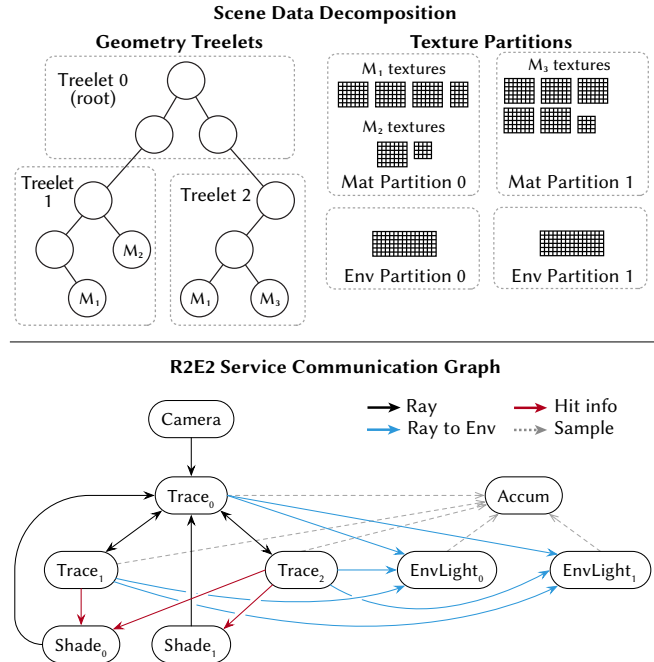 Scene Data Decomposition
Geometry Treelets
Texture Partitions
Treelet 0
(root)
Treelet
1
Treelet 2
M₂
M₁
M₁
M₃
M₁ textures
M₂ textures
Mat Partition 0
M₃ textures
Mat Partition 1
Env Partition 0
Env Partition 1
R2E2 Service Communication Graph
Ray
Hit info
Ray to Env
Sample
Camera
Trace₀
Accum
Trace₁
Trace₂
EnvLight₀
EnvLight₁
Shade₀
Shade₁